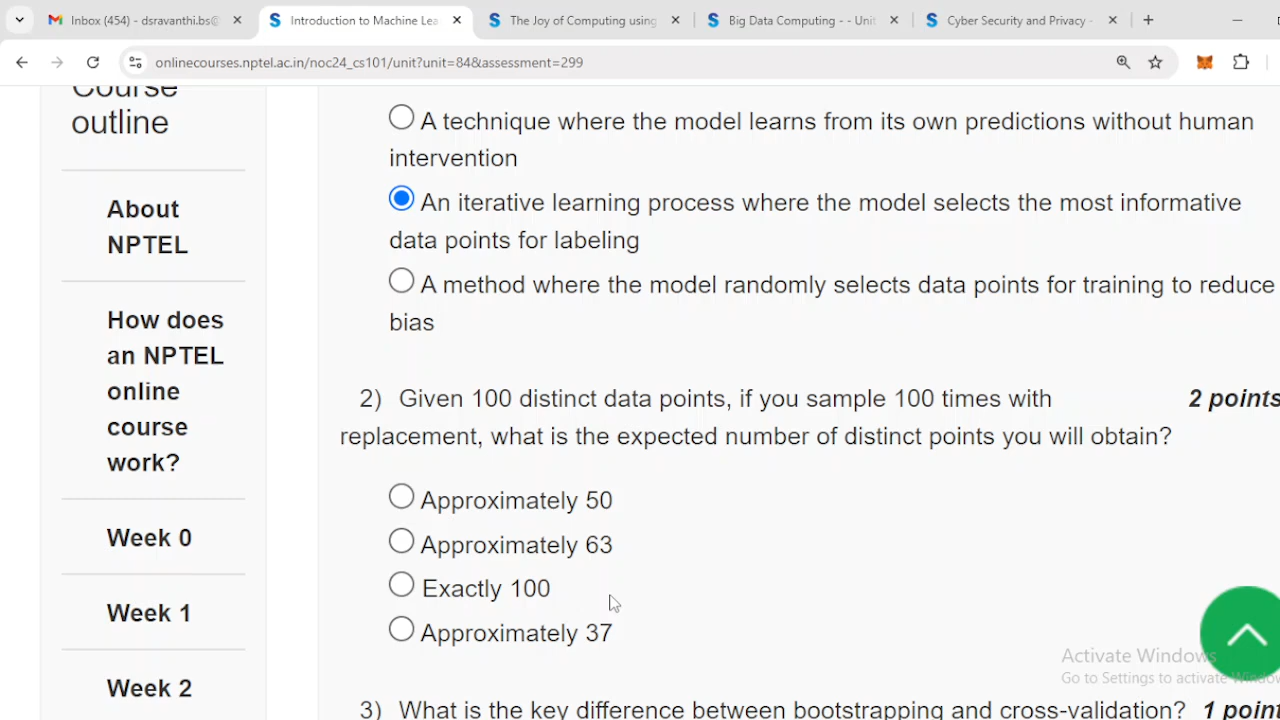 Inbox (454) - dsravanthi.bs@
Introduction to Machine Lea
The Joy of Computing using
Big Data Computing - - Unit
Cyber Security and Privacy -
onlinecourses.nptel.ac.in/noc24_cs101/unit?unit=84&assessment=299
Course
outline
About
NPTEL
How does
an NPTEL
online
course
work?
Week 0
Week 1
Week 2
A technique where the model learns from its own predictions without human
intervention
An iterative learning process where the model selects the most informative
data points for labeling
A method where the model randomly selects data points for training to reduce
bias
2) Given 100 distinct data points, if you sample 100 times with 2 points
replacement, what is the expected number of distinct points you will obtain?
Approximately 50
Approximately 63
Exactly 100
Approximately 37
Activate Windows
Go to Settings to activate Windows
3) What is the key difference between bootstrapping and cross-validation? 1 point